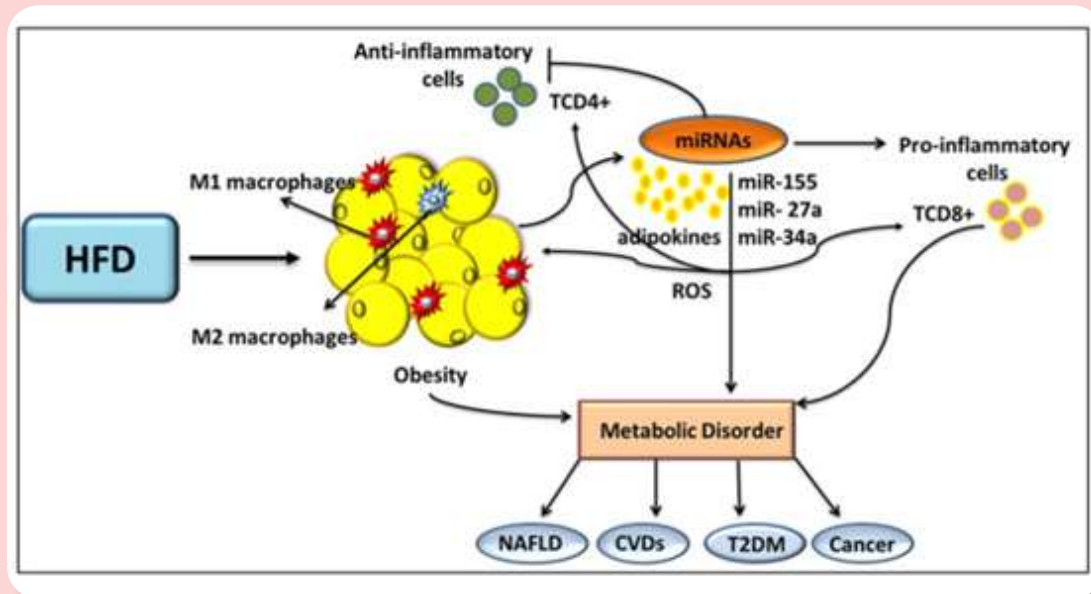 Anti-inflammatory
cells
TCD4+
miRNAs
Pro-inflammatory
cells
M1 macrophages
miR-155
miR- 27a
TCD8+
adipokines
miR-34a
HFD
ROS
M2 macrophages
Obesity
Metabolic Disorder
NAFLD
CVDs
T2DM
Cancer